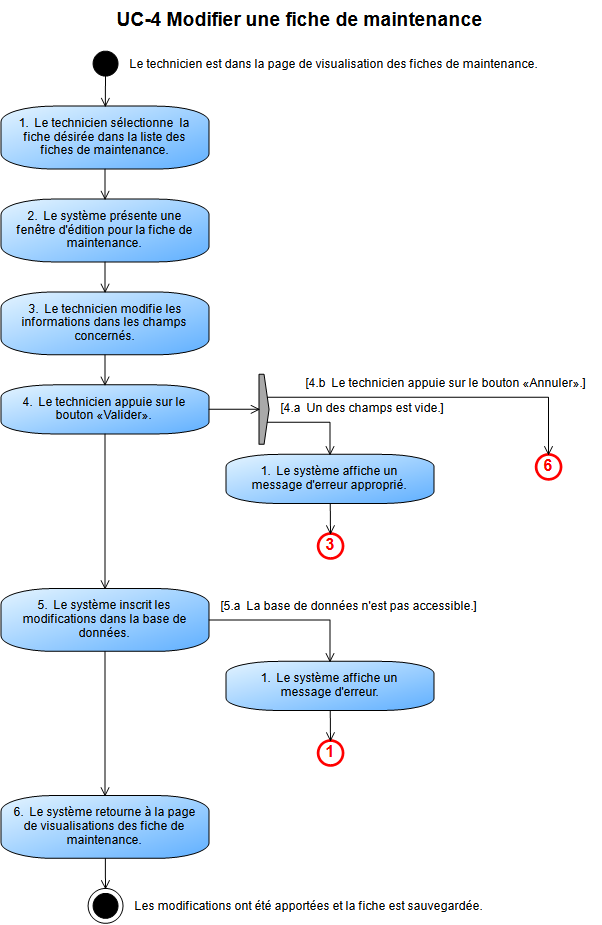 UC-4 Modifier une fiche de maintenance
Le technicien est dans la page de visualisation des fiches de maintenance.
1. Le technicien sélectionne la
fiche désirée dans la liste des
fiches de maintenance.
2. Le système présente une
fenêtre d'édition pour la fiche de
maintenance.
3. Le technicien modifie les
informations dans les champs
concernés.
4. Le technicien appuie sur le
bouton «Valider».
[4.b Le technicien appuie sur le bouton «Annuler».]
[4.a Un des champs est vide.]
6
1. Le système affiche un
message d'erreur approprié.
3
5. Le système inscrit les
modifications dans la base de
données.
[5.a La base de données n'est pas accessible.]
1. Le système affiche un
message d'erreur.
1
6. Le système retourne à la page
de visualisations des fiche de
maintenance.
Les modifications ont été apportées et la fiche est sauvegardée.